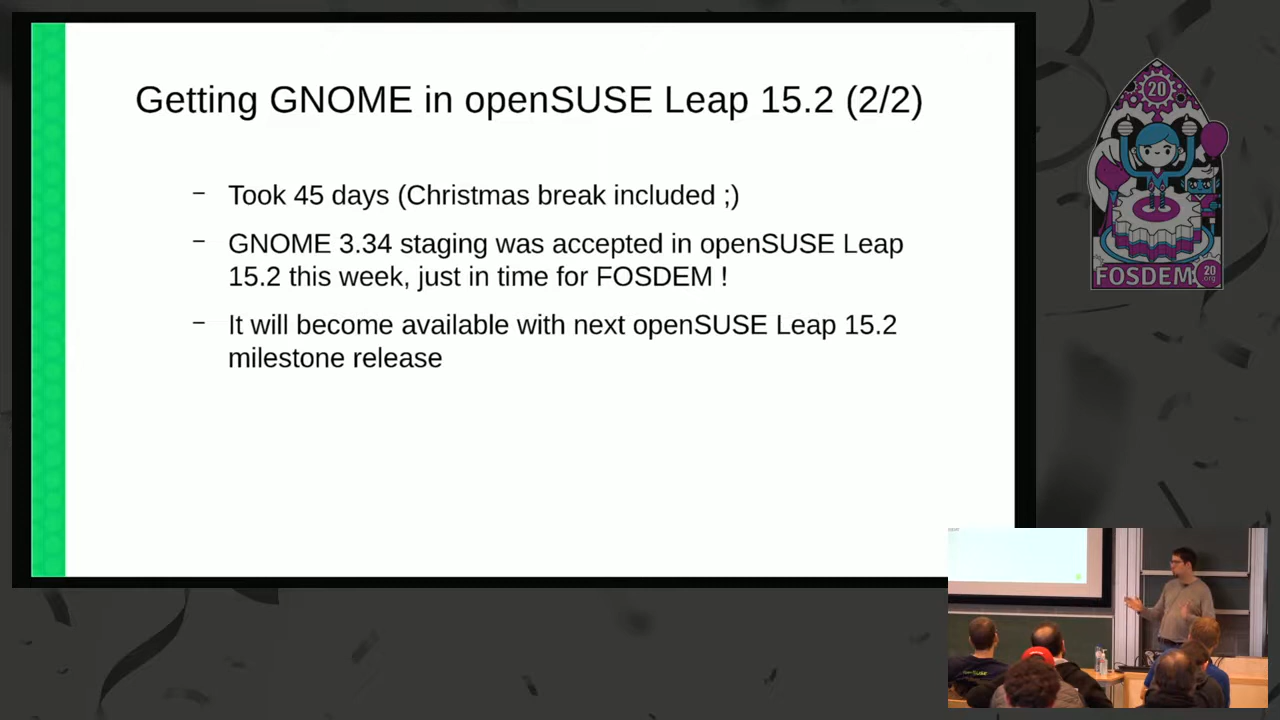 Getting GNOME in openSUSE Leap 15.2 (2/2)
– Took 45 days (Christmas break included ;)
– GNOME 3.34 staging was accepted in openSUSE Leap
15.2 this week, just in time for FOSDEM !
– It will become available with next openSUSE Leap 15.2
milestone release
20
FOSDEM
20
.org